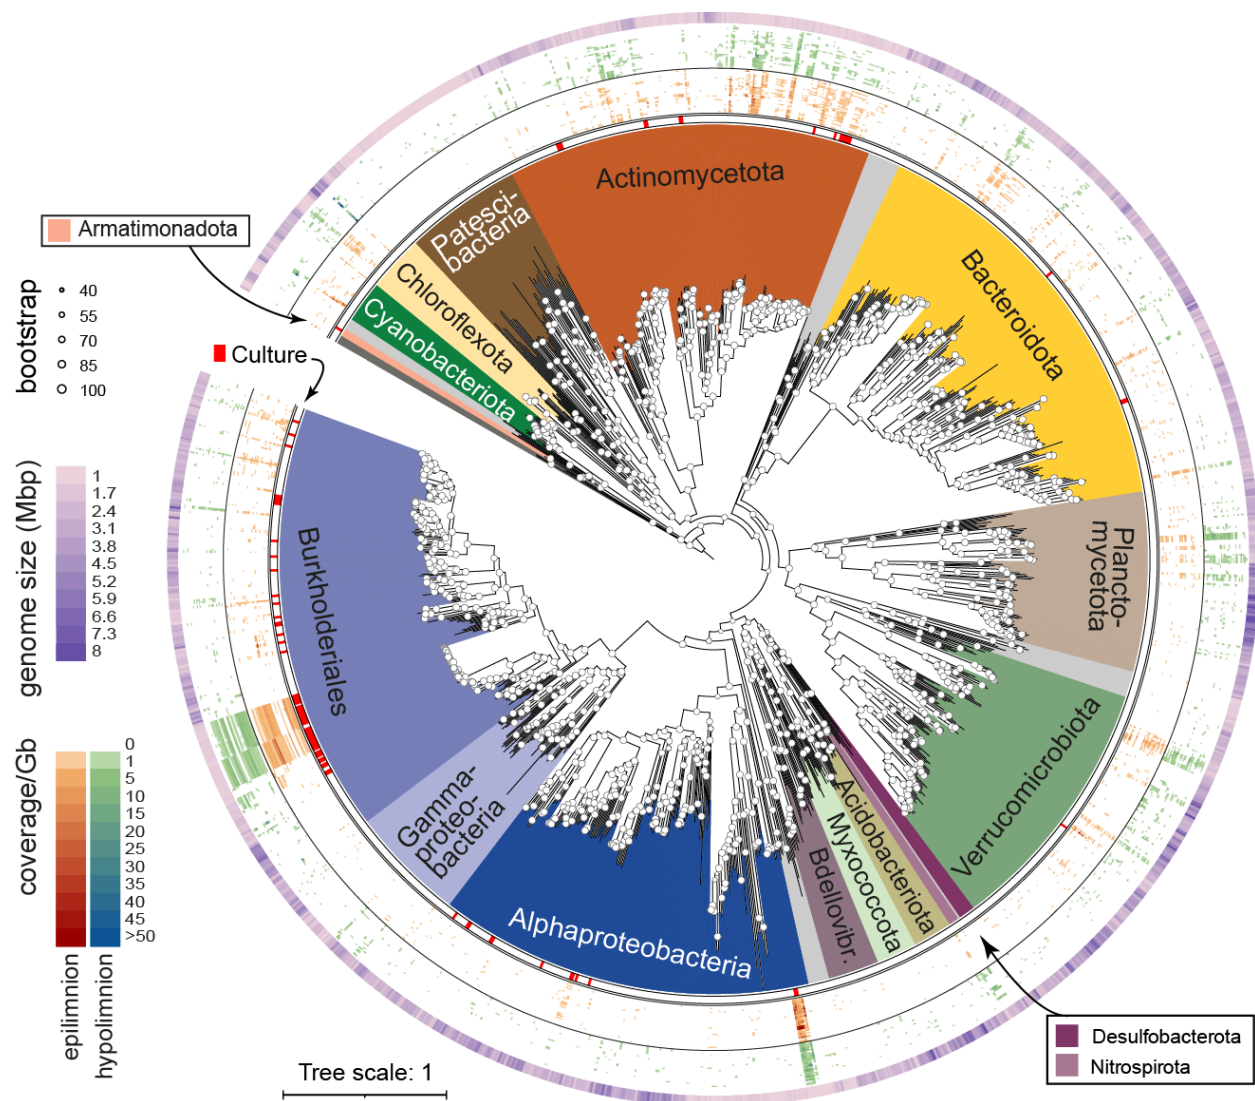 Armatimonadota
bootstrap
40
55
70
85
100
Culture
genome size (Mbp)
1
1.7
2.4
3.1
3.8
4.5
5.2
5.9
6.6
7.3
8
coverage/Gb
0
1
5
10
15
20
30
35
40
45
>50
epilimnion
hypolimnion
Tree scale: 1
Cyanobacteriota
Chloroflexota
Patesci-
bacteria
Actinomycetota
Bacteroidota
Plancto-
mycetota
Verrucomicrobiota
Acidobacteriota
Myxococcota
Bdellovibr.
Alphaproteobacteria
Gamma-
proteo-
bacteria
Burkholderiales
Desulfobacterota
Nitrospirota